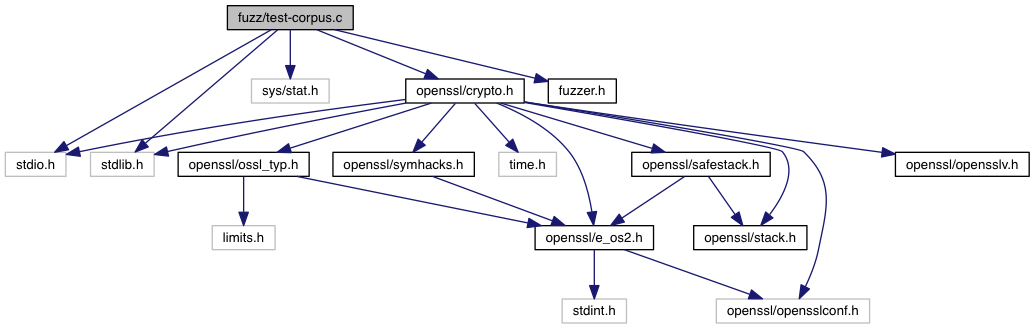 fuzz/test-corpus.c
sys/stat.h
openssl/crypto.h
fuzzer.h
stdio.h
stdlib.h
openssl/ossl_typ.h
openssl/symhacks.h
time.h
openssl/safestack.h
openssl/opensslv.h
limits.h
openssl/e_os2.h
openssl/stack.h
stdint.h
openssl/opensslconf.h